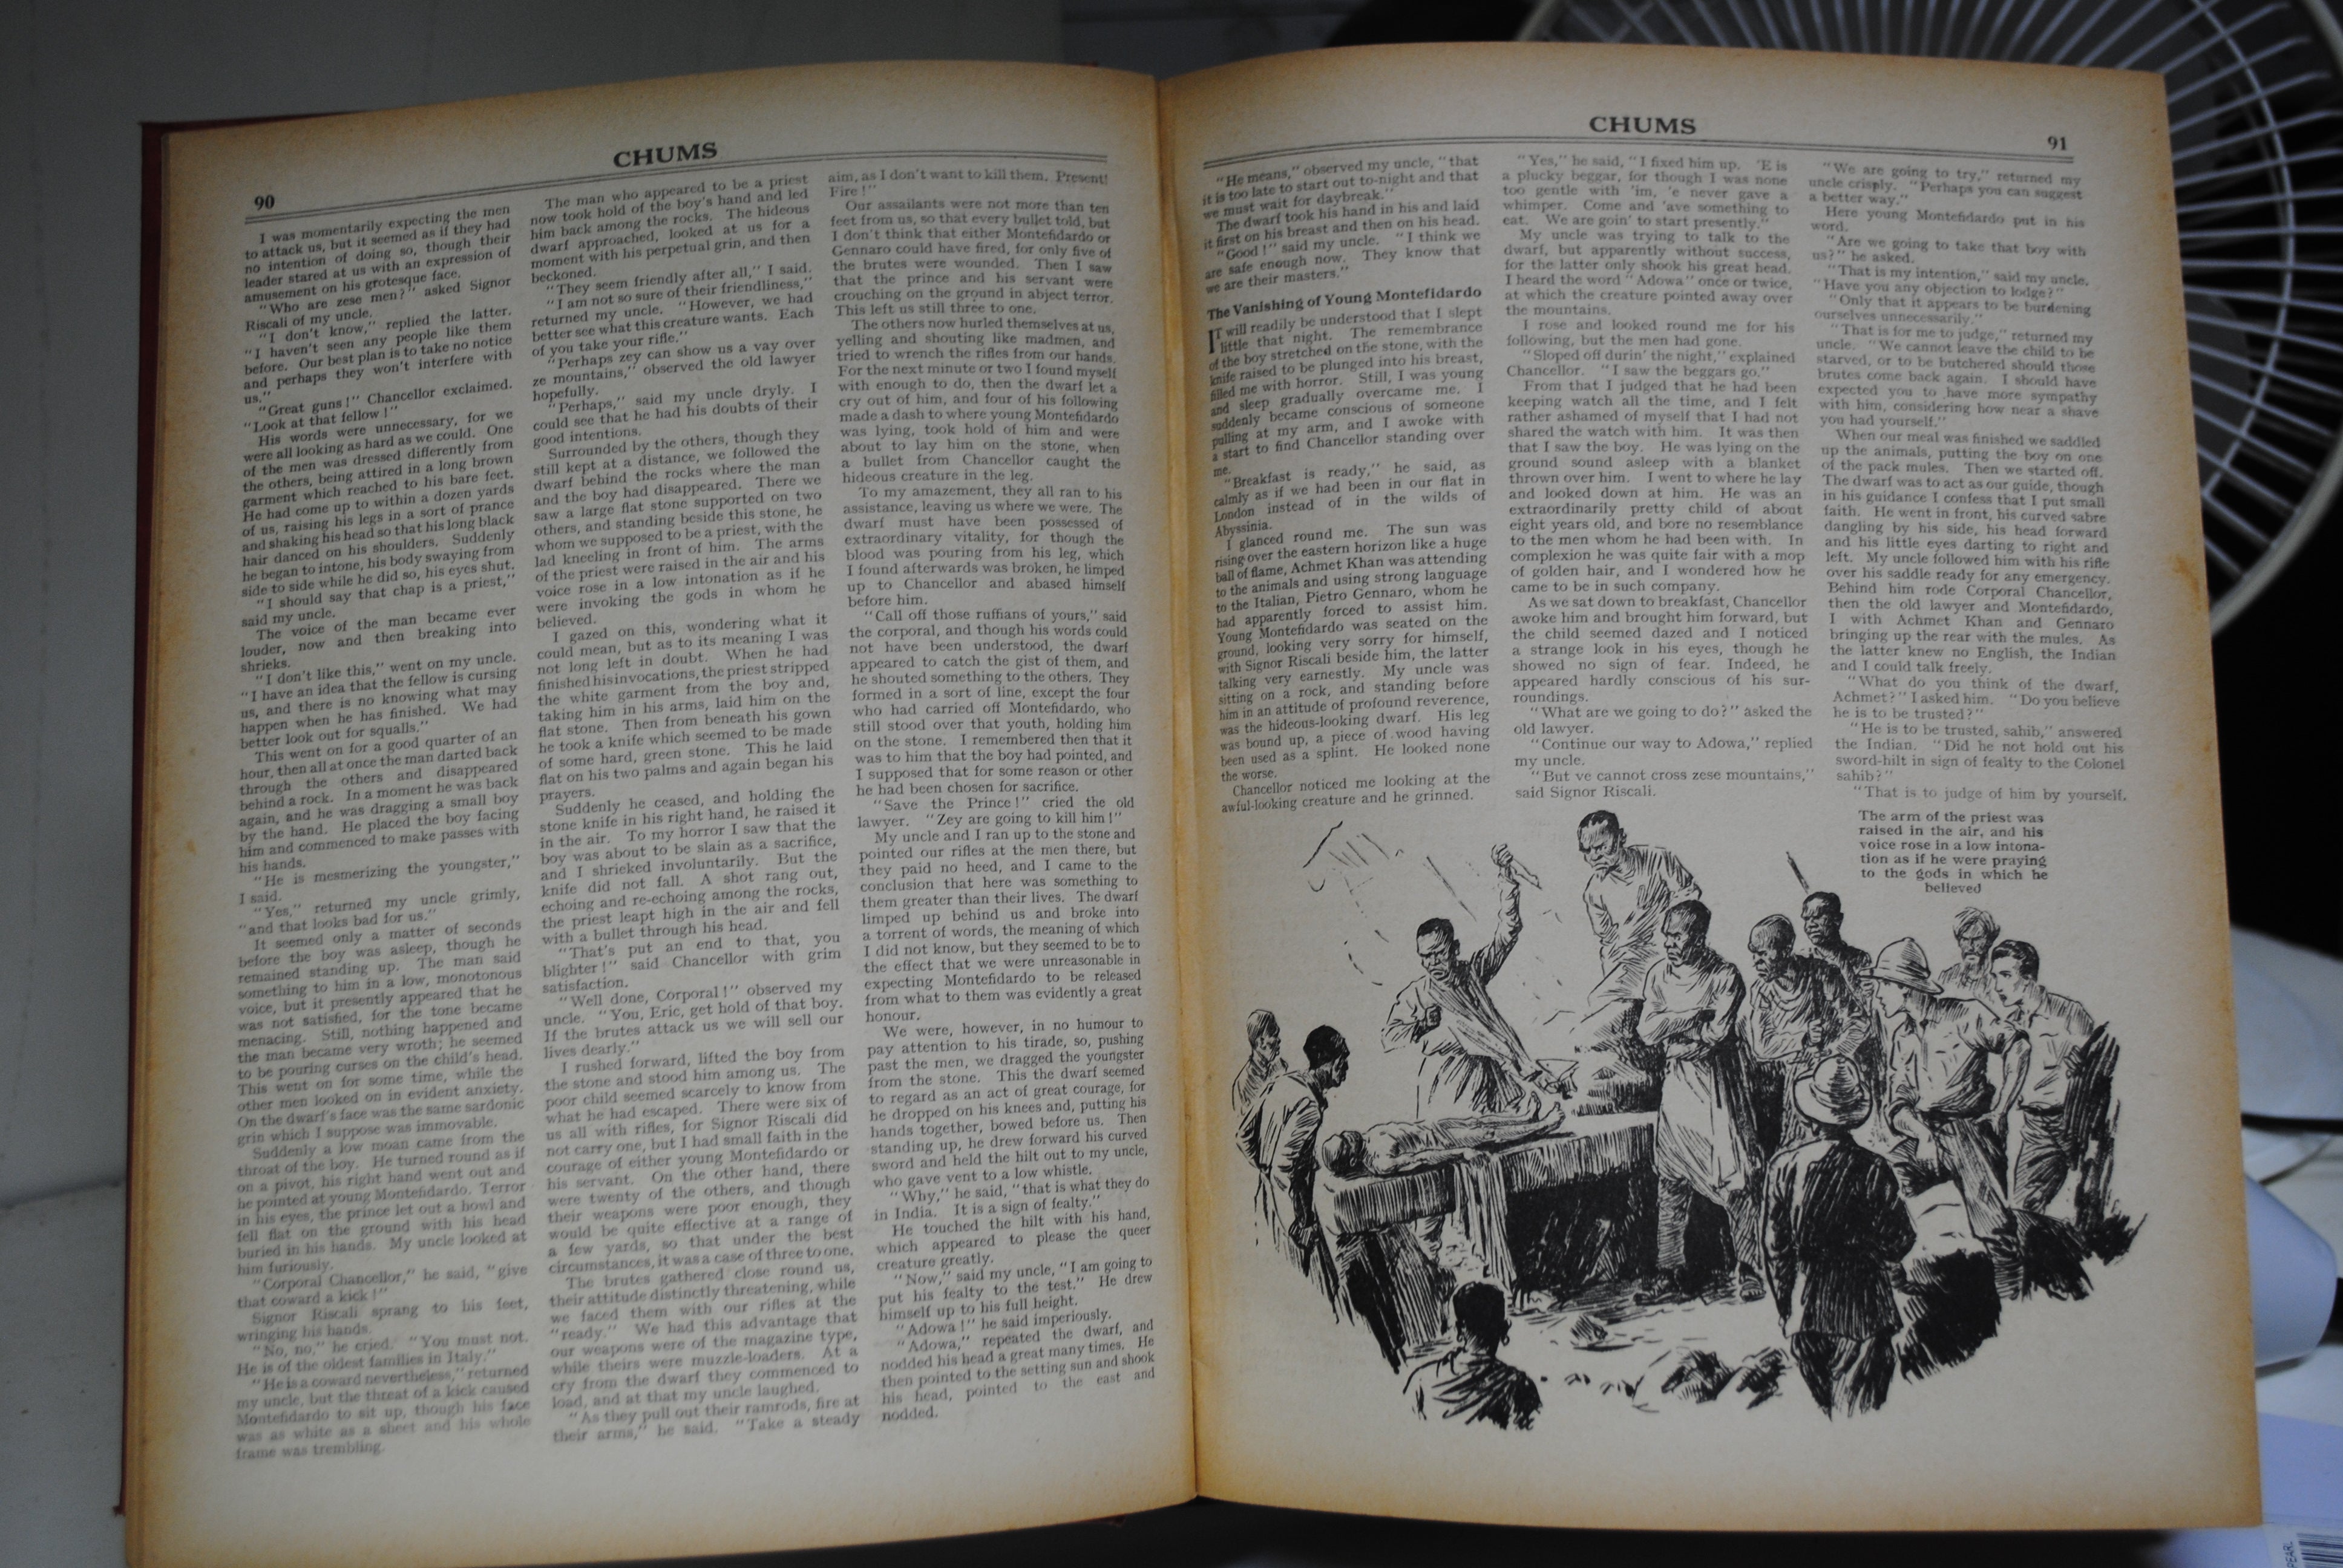 CHUMS
90
I was momentarily expecting the men
to attack us, but it seemed as if they had
no intention of doing so, though their
leader stared at us with an expression of
amusement on his grotesque face.
"Who are zese men?" asked Signor
Riscali of my uncle.
"I don't know," replied the latter.
"I haven't seen any people like them
before. Our best plan is to take no notice
and perhaps they won't interfere with
us."
"Great guns!" Chancellor exclaimed.
"Look at that fellow!"
His words were unnecessary, for we
were all looking as hard as we could. One
of the men was dressed differently from
the others, being attired in a long brown
garment which reached to his bare feet.
He had come up to within a dozen yards
of us, raising his legs in a sort of prance
and shaking his head so that his long black
hair danced on his shoulders. Suddenly
he began to intone, his body swaying from
side to side while he did so, his eyes shut.
"I should say that chap is a priest,"
said my uncle.
The voice of the man became ever
louder, now and then breaking into
shrieks.
"I don't like this," went on my uncle.
"I have an idea that the fellow is cursing
us, and there is no knowing what may
happen when he has finished. We had
better look out for squalls."
This went on for a good quarter of an
hour, then all at once the man darted back
through the others and disappeared
behind a rock. In a moment he was back
again, and he was dragging a small boy
by the hand. He placed the boy facing
him and commenced to make passes with
his hands.
"He is mesmerizing the youngster,"
I said.
"Yes," returned my uncle grimly,
"and that looks bad for us."
It seemed only a matter of seconds
before the boy was asleep, though he
remained standing up. The man said
something to him in a low, monotonous
voice, but it presently appeared that he
was not satisfied, for the tone became
menacing. Still, nothing happened and
the man became very wroth; he seemed
to be pouring curses on the child's head.
This went on for some time, while the
other men looked on in evident anxiety.
On the dwarf's face was the same sardonic
grin which I suppose was immovable.
Suddenly a low moan came from the
throat of the boy. He turned round as if
on a pivot, his right hand went out and
he pointed at young Montefidardo. Terror
in his eyes, the prince let out a howl and
fell flat on the ground with his head
buried in his hands. My uncle looked at
him furiously.
"Corporal Chancellor," he said, "give
that coward a kick!"
Signor Riscali sprang to his feet,
wringing his hands.
"No, no," he cried. "You must not.
He is of the oldest families in Italy."
"He is a coward nevertheless," returned
my uncle, but the threat of a kick caused
Montefidardo to sit up, though his face
was as white as a sheet and his whole
frame was trembling.
The man who appeared to be a priest
now took hold of the boy's hand and led
him back among the rocks. The hideous
dwarf approached, looked at us for a
moment with his perpetual grin, and then
beckoned.
"They seem friendly after all," I said.
"I am not so sure of their friendliness,"
returned my uncle. "However, we had
better see what this creature wants. Each
of you take your rifle."
"Perhaps zey can show us a vay over
ze mountains," observed the old lawyer
hopefully.
"Perhaps," said my uncle dryly. I
could see that he had his doubts of their
good intentions.
Surrounded by the others, though they
still kept at a distance, we followed the
dwarf behind the rocks where the man
and the boy had disappeared. There we
saw a large flat stone supported on two
others, and standing beside this stone, he
whom we supposed to be a priest, with the
lad kneeling in front of him. The arms
of the priest were raised in the air and his
voice rose in a low intonation as if he
were invoking the gods in whom he
believed.
I gazed on this, wondering what it
could mean, but as to its meaning I was
not long left in doubt. When he had
finished his invocations, the priest stripped
the white garment from the boy and,
taking him in his arms, laid him on the
flat stone. Then from beneath his gown
he took a knife which seemed to be made
of some hard, green stone. This he laid
flat on his two palms and again began his
prayers.
Suddenly he ceased, and holding the
stone knife in his right hand, he raised it
in the air. To my horror I saw that the
boy was about to be slain as a sacrifice,
and I shrieked involuntarily. But the
knife did not fall. A shot rang out,
echoing and re-echoing among the rocks,
the priest leapt high in the air and fell
with a bullet through his head.
"That's put an end to that, you
blighter!" said Chancellor with grim
satisfaction.
"Well done, Corporal!" observed my
uncle. "You, Eric, get hold of that boy.
If the brutes attack us we will sell our
lives dearly."
I rushed forward, lifted the boy from
the stone and stood him among us. The
poor child seemed scarcely to know from
what he had escaped. There were six of
us all with rifles, for Signor Riscali did
not carry one, but I had small faith in the
courage of either young Montefidardo or
his servant. On the other hand, there
were twenty of the others, and though
their weapons were poor enough, they
would be quite effective at a range of
a few yards, so that under the best
circumstances, it was a case of three to one.
The brutes gathered close round us,
their attitude distinctly threatening, while
we faced them with our rifles at the
"ready." We had this advantage that
our weapons were of the magazine type,
while theirs were muzzle-loaders. At a
cry from the dwarf they commenced to
load, and at that my uncle laughed.
"As they pull out their ramrods, fire at
their arms," he said. "Take a steady
aim, as I don't want to kill them. Present!
Fire!"
Our assailants were not more than ten
feet from us, so that every bullet told, but
I don't think that either Montefidardo or
Gennaro could have fired, for only five of
the brutes were wounded. Then I saw
that the prince and his servant were
crouching on the ground in abject terror.
This left us still three to one.
The others now hurled themselves at us,
yelling and shouting like madmen, and
tried to wrench the rifles from our hands.
For the next minute or two I found myself
with enough to do, then the dwarf let a
cry out of him, and four of his following
made a dash to where young Montefidardo
was lying, took hold of him and were
about to lay him on the stone, when
a bullet from Chancellor caught the
hideous creature in the leg.
To my amazement, they all ran to his
assistance, leaving us where we were. The
dwarf must have been possessed of
extraordinary vitality, for though the
blood was pouring from his leg, which
I found afterwards was broken, he limped
up to Chancellor and abased himself
before him.
"Call off those ruffians of yours," said
the corporal, and though his words could
not have been understood, the dwarf
appeared to catch the gist of them, and
he shouted something to the others. They
formed in a sort of line, except the four
who had carried off Montefidardo, who
still stood over that youth, holding him
on the stone. I remembered then that it
was to him that the boy had pointed, and
I supposed that for some reason or other
he had been chosen for sacrifice.
"Save the Prince!" cried the old
lawyer. "Zey are going to kill him!"
My uncle and I ran up to the stone and
pointed our rifles at the men there, but
they paid no heed, and I came to the
conclusion that here was something to
them greater than their lives. The dwarf
limped up behind us and broke into
a torrent of words, the meaning of which
I did not know, but they seemed to be to
the effect that we were unreasonable in
expecting Montefidardo to be released
from what to them was evidently a great
honour.
We were, however, in no humour to
pay attention to his tirade, so, pushing
past the men, we dragged the youngster
from the stone. This the dwarf seemed
to regard as an act of great courage, for
he dropped on his knees and, putting his
hands together, bowed before us. Then
standing up, he drew forward his curved
sword and held the hilt out to my uncle,
who gave vent to a low whistle.
"Why," he said, "that is what they do
in India. It is a sign of fealty."
He touched the hilt with his hand,
which appeared to please the queer
creature greatly.
"Now," said my uncle, "I am going to
put his fealty to the test." He drew
himself up to his full height.
"Adowa!" he said imperiously.
"Adowa," repeated the dwarf, and
nodded his head a great many times. He
then pointed to the setting sun and shook
his head, pointed to the east and
nodded.
CHUMS
91
"He means," observed my uncle, "that
it is too late to start out to-night and that
we must wait for daybreak."
The dwarf took his hand in his and laid
it first on his breast and then on his head.
"Good!" said my uncle. "I think we
are safe enough now. They know that
we are their masters."
The Vanishing of Young Montefidardo
IT will readily be understood that I slept
little that night. The remembrance
of the boy stretched on the stone, with the
knife raised to be plunged into his breast,
filled me with horror. Still, I was young
and sleep gradually overcame me. I
suddenly became conscious of someone
pulling at my arm, and I awoke with
a start to find Chancellor standing over
me.
"Breakfast is ready," he said, as
calmly as if we had been in our flat in
London instead of in the wilds of
Abyssinia.
I glanced round me. The sun was
rising over the eastern horizon like a huge
ball of flame, Achmet Khan was attending
to the animals and using strong language
to the Italian, Pietro Gennaro, whom he
had apparently forced to assist him.
Young Montefidardo was seated on the
ground, looking very sorry for himself,
with Signor Riscali beside him, the latter
talking very earnestly. My uncle was
sitting on a rock, and standing before
him in an attitude of profound reverence,
was the hideous-looking dwarf. His leg
was bound up, a piece of wood having
been used as a splint. He looked none
the worse.
Chancellor noticed me looking at the
awful-looking creature and he grinned.
"Yes," he said, "I fixed him up. 'E is
a plucky beggar, for though I was none
too gentle with 'im, 'e never gave a
whimper. Come and 'ave something to
eat. We are goin' to start presently."
My uncle was trying to talk to the
dwarf, but apparently without success,
for the latter only shook his great head.
I heard the word "Adowa" once or twice,
at which the creature pointed away over
the mountains.
I rose and looked round me for his
following, but the men had gone.
"Sloped off durin' the night," explained
Chancellor. "I saw the beggars go."
From that I judged that he had been
keeping watch all the time, and I felt
rather ashamed of myself that I had not
shared the watch with him. It was then
that I saw the boy. He was lying on the
ground sound asleep with a blanket
thrown over him. I went to where he lay
and looked down at him. He was an
extraordinarily pretty child of about
eight years old, and bore no resemblance
to the men whom he had been with. In
complexion he was quite fair with a mop
of golden hair, and I wondered how he
came to be in such company.
As we sat down to breakfast, Chancellor
awoke him and brought him forward, but
the child seemed dazed and I noticed
a strange look in his eyes, though he
showed no sign of fear. Indeed, he
appeared hardly conscious of his sur-
roundings.
"What are we going to do?" asked the
old lawyer.
"Continue our way to Adowa," replied
my uncle.
"But ve cannot cross zese mountains,"
said Signor Riscali.
"We are going to try," returned my
uncle crisply. "Perhaps you can suggest
a better way."
Here young Montefidardo put in his
word.
"Are we going to take that boy with
us?" he asked.
"That is my intention," said my uncle.
"Have you any objection to lodge?"
"Only that it appears to be burdening
ourselves unnecessarily."
"That is for me to judge," returned my
uncle. "We cannot leave the child to be
starved, or to be butchered should those
brutes come back again. I should have
expected you to have more sympathy
with him, considering how near a shave
you had yourself."
When our meal was finished we saddled
up the animals, putting the boy on one
of the pack mules. Then we started off.
The dwarf was to act as our guide, though
in his guidance I confess that I put small
faith. He went in front, his curved sabre
dangling by his side, his head forward
and his little eyes darting to right and
left. My uncle followed him with his rifle
over his saddle ready for any emergency.
Behind him rode Corporal Chancellor,
then the old lawyer and Montefidardo,
I with Achmet Khan and Gennaro
bringing up the rear with the mules. As
the latter knew no English, the Indian
and I could talk freely.
"What do you think of the dwarf,
Achmet?" I asked him. "Do you believe
he is to be trusted?"
"He is to be trusted, sahib," answered
the Indian. "Did he not hold out his
sword-hilt in sign of fealty to the Colonel
sahib?"
"That is to judge of him by yourself,
The arm of the priest was
raised in the air, and his
voice rose in a low intona-
tion as if he were praying
to the gods in which he
believed
PEARL